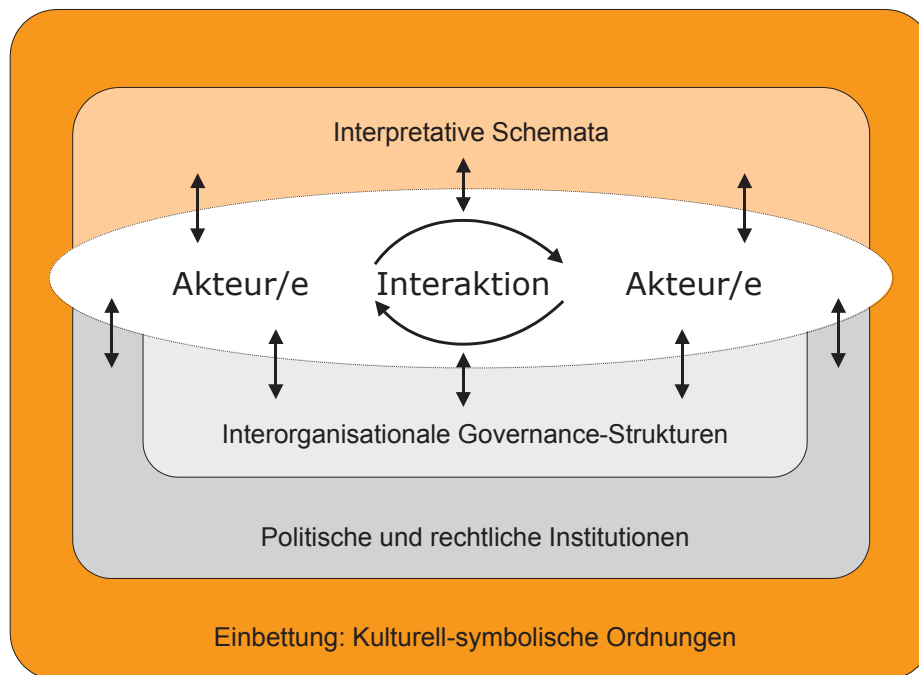 Interpretative Schemata
Akteur/e Interaktion Akteur/e
Interorganisationale Governance-Strukturen
Politische und rechtliche Institutionen
Einbettung: Kulturell-symbolische Ordnungen